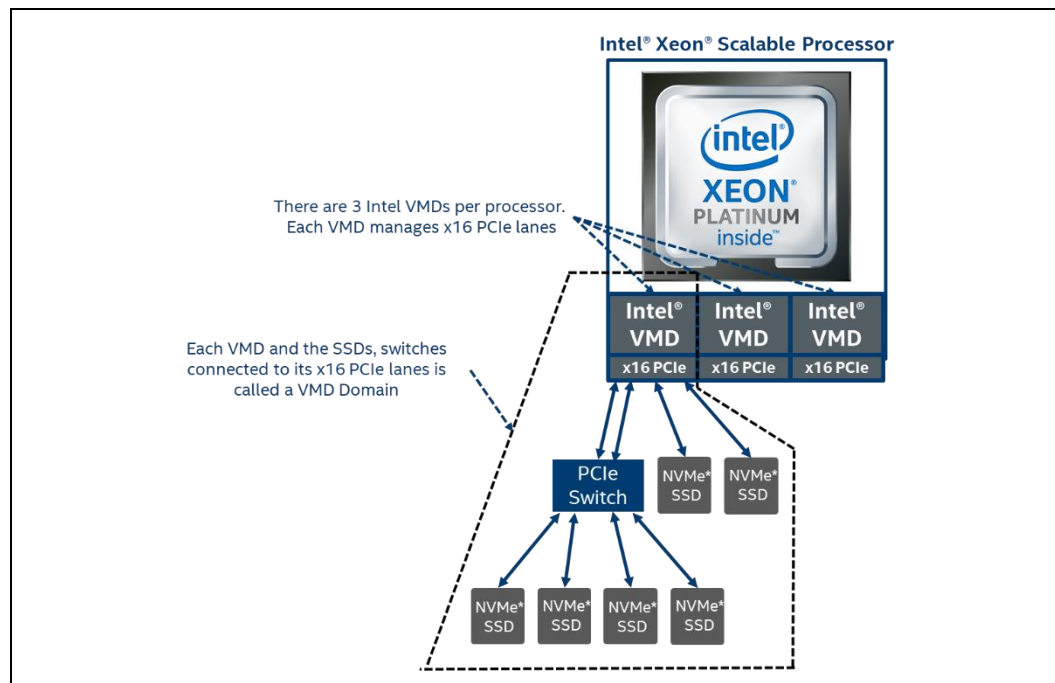 Intel® Xeon® Scalable Processor
intel®
XEON®
PLATINUM
inside™
There are 3 Intel VMDs per processor.
Each VMD manages x16 PCIe lanes
Intel®
VMD
Intel®
VMD
Intel®
VMD
x16 PCIe
x16 PCIe
x16 PCIe
Each VMD and the SSDs, switches
connected to its x16 PCIe lanes is
called a VMD Domain
PCIe
Switch
NVMe*
SSD
NVMe*
SSD
NVMe*
SSD
NVMe*
SSD
NVMe*
SSD
NVMe*
SSD